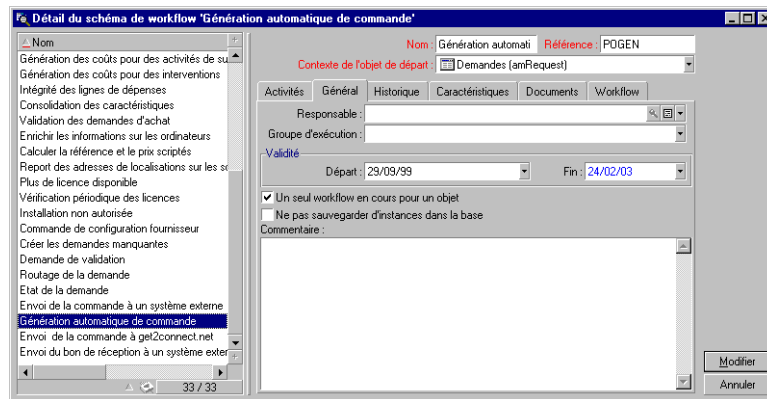 Détail du schéma de workflow 'Génération automatique de commande'
Nom
Génération des coûts pour des activités de su
Génération des coûts pour des interventions
Intégrité des lignes de dépenses
Consolidation des caractéristiques
Validation des demandes d'achat
Enrichir les informations sur les ordinateurs
Calculer la référence et le prix scriptés
Report des adresses de localisations sur les
Plus de licence disponible
Vérification périodique des licences
Installation non autorisée
Commande de configuration fournisseur
Créer les demandes manquantes
Demande de validation
Routage de la demande
Etat de la demande
Envoi de la commande à un système externe
Génération automatique de commande
Envoi de la commande à get2connect.net
Envoi du bon de réception à un système exter
33 / 33
Nom : Génération automati Référence : POGEN
Contexte de l'objet de départ : Demandes (amRequest)
Activités Général Historique Caractéristiques Documents Workflow
Responsable :
Groupe d'exécution :
Validité
Départ : 29/09/99 Fin : 24/02/03
Un seul workflow en cours pour un objet
Ne pas sauvegarder d'instances dans la base
Commentaire :
Modifier
Annuler